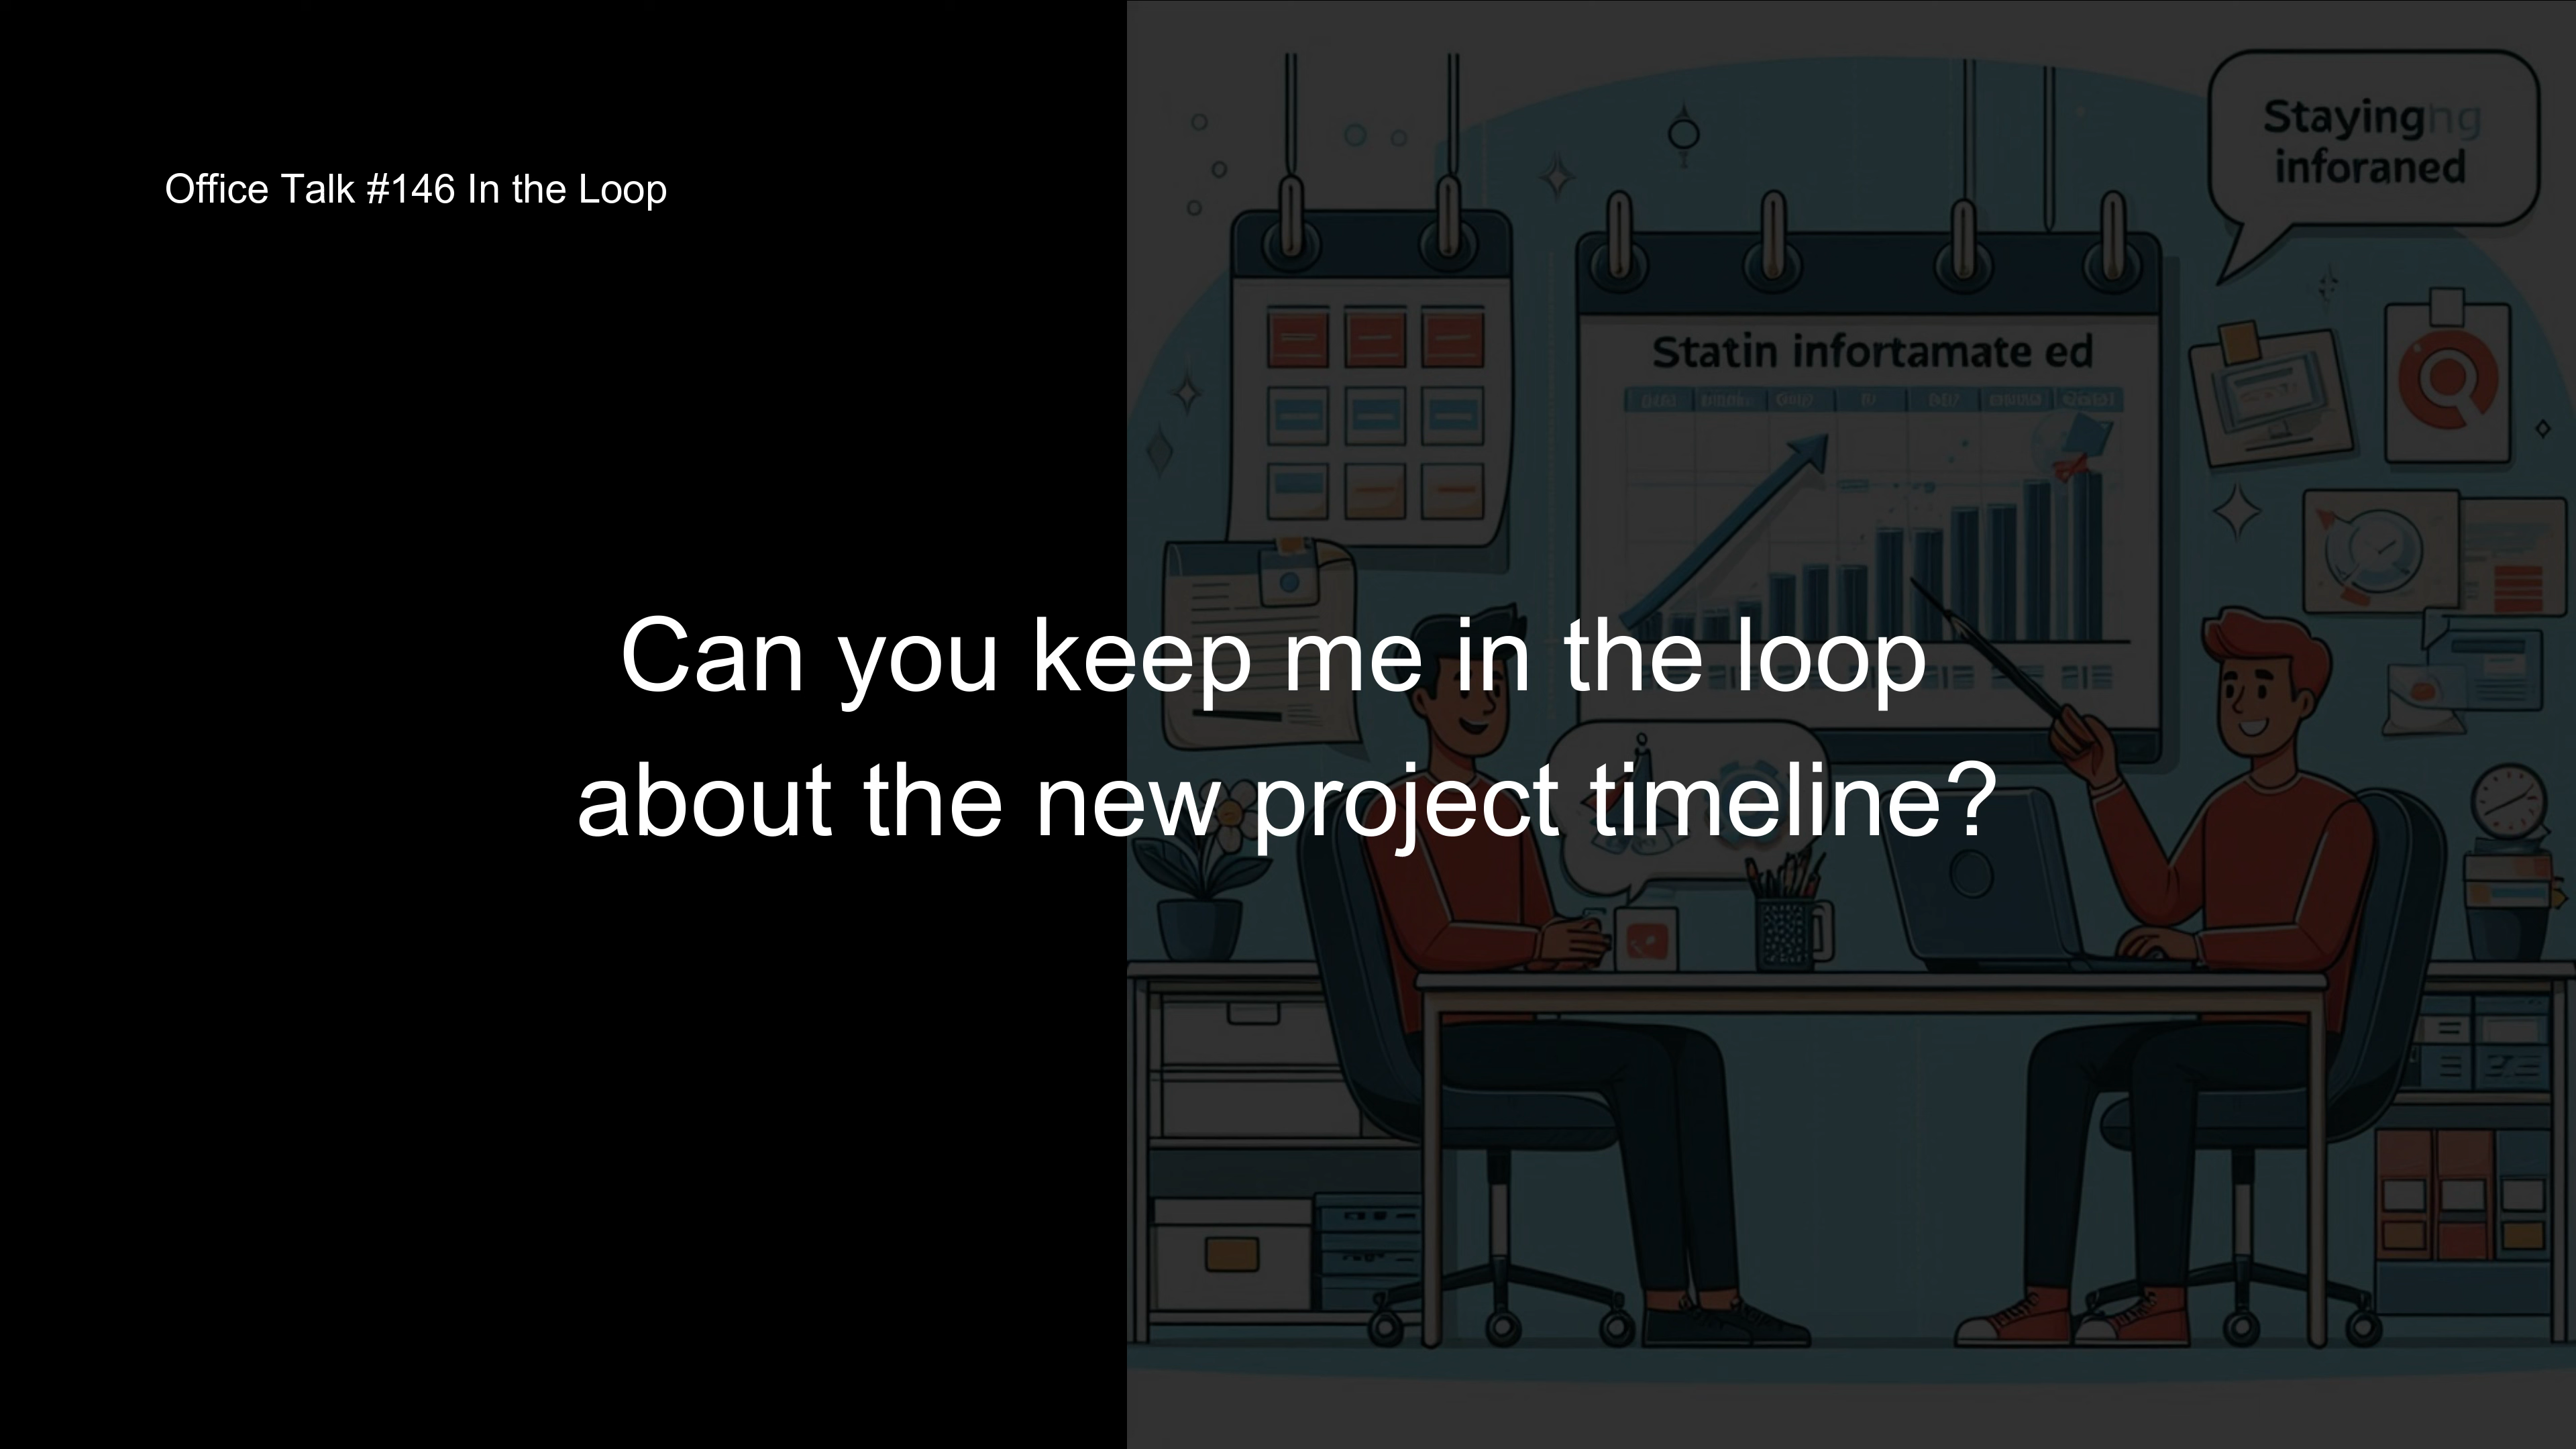 Office Talk #146 In the Loop
Stayingng
inforaned
Statin infortamate ed
Can you keep me in the loop
about the new project timeline?